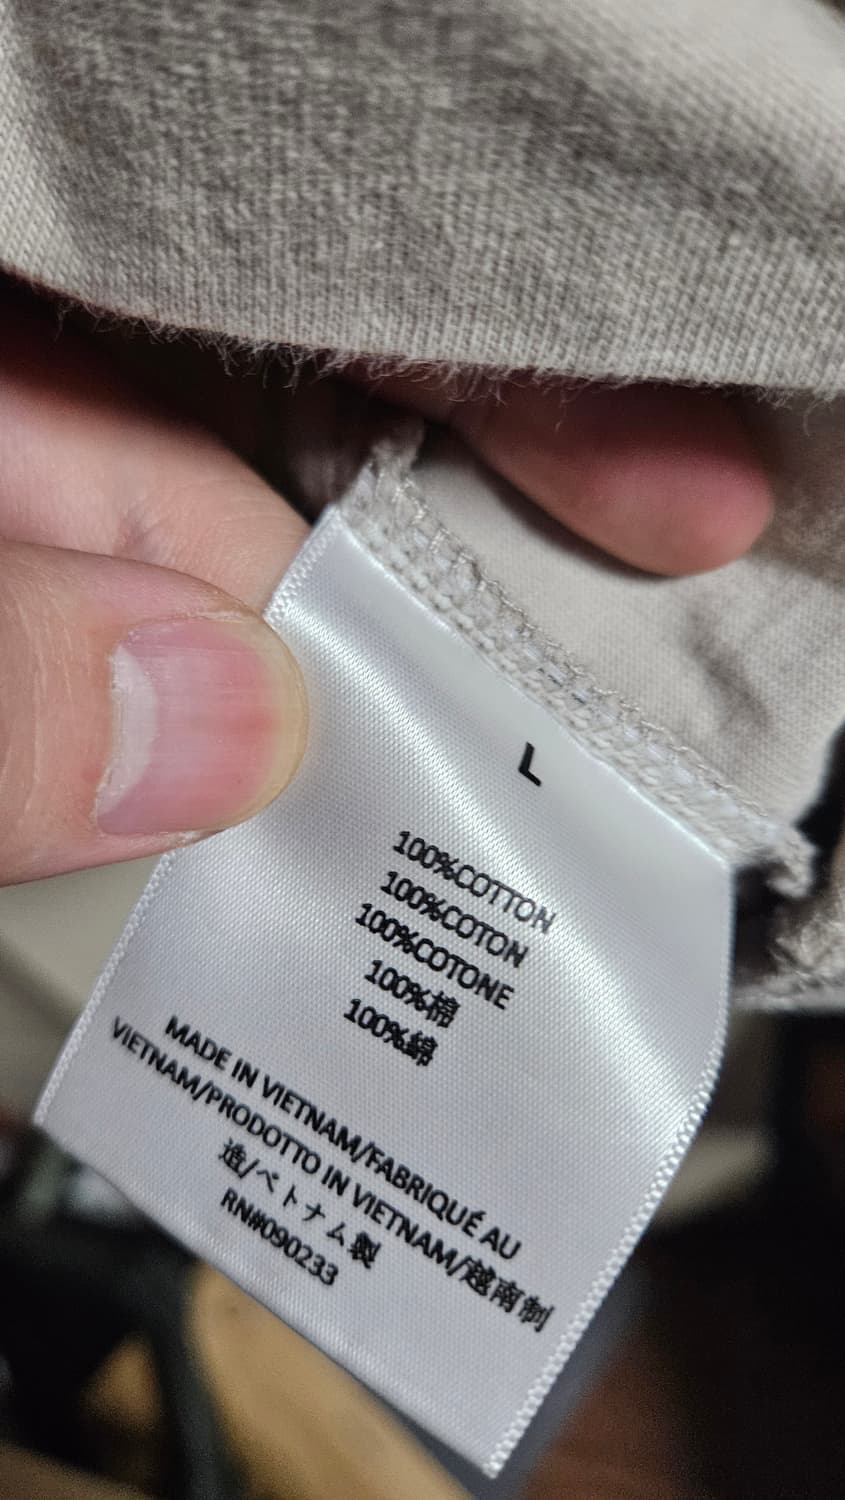 L
100%COTTON
100%COTON
100%COTONE
100%棉
100%綿
MADE IN VIETNAM/FABRIQUÉ AU
VIETNAM/PRODOTTO IN VIETNAM/越南制
造/ベトナム製
RN#090233